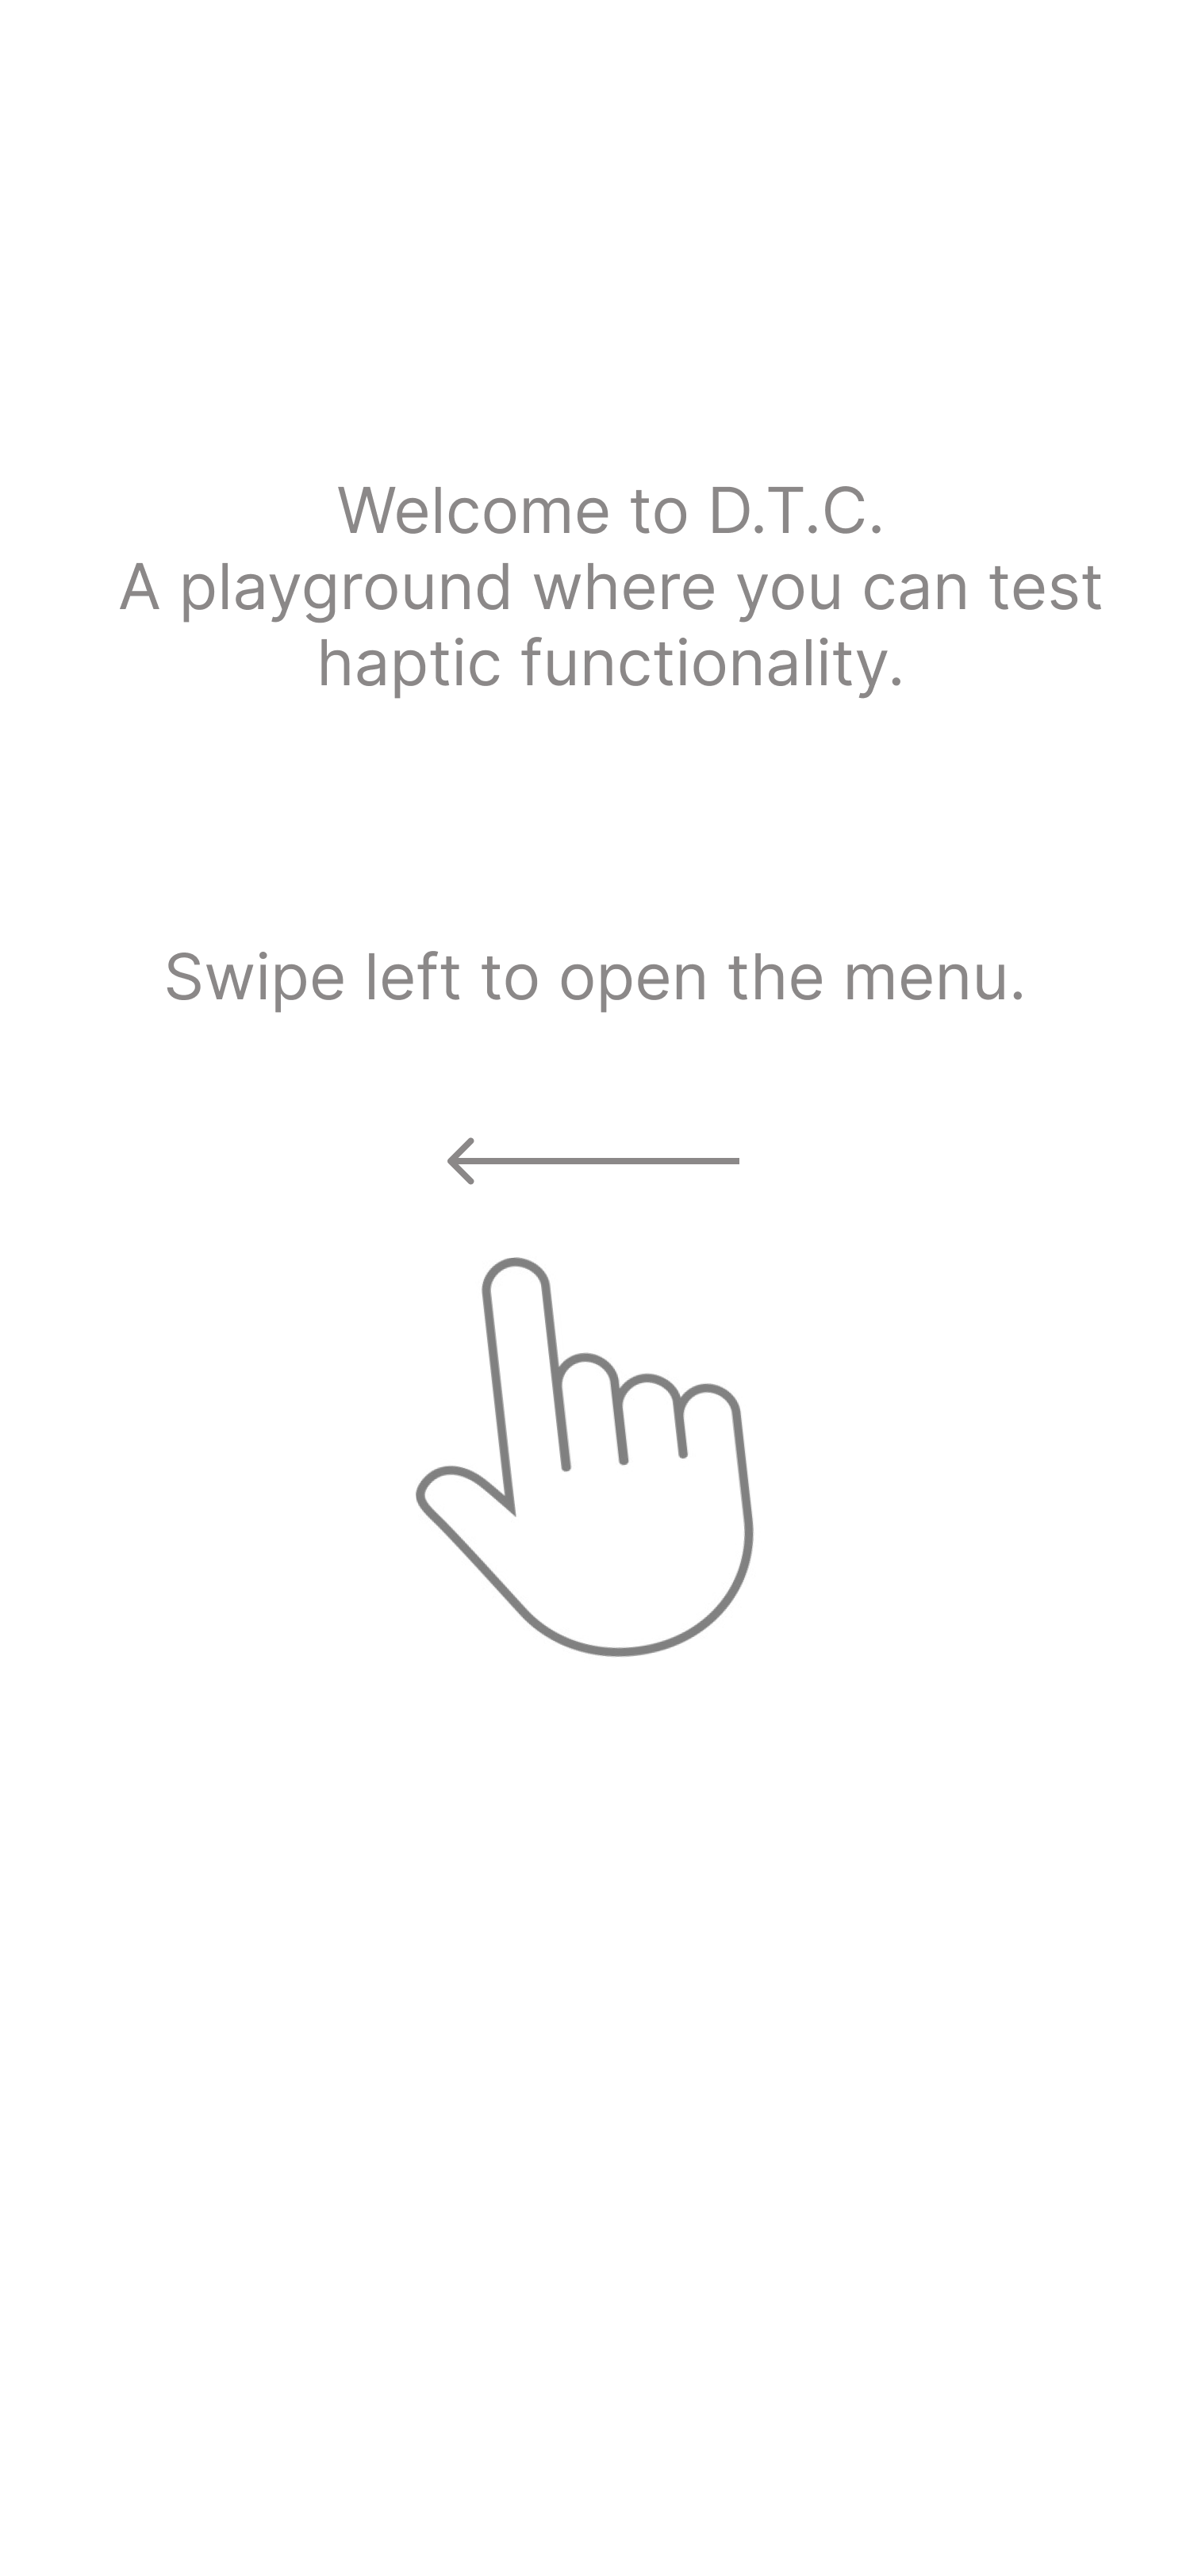 Welcome to D.T.C.
A playground where you can test
haptic functionality.
Swipe left to open the menu.